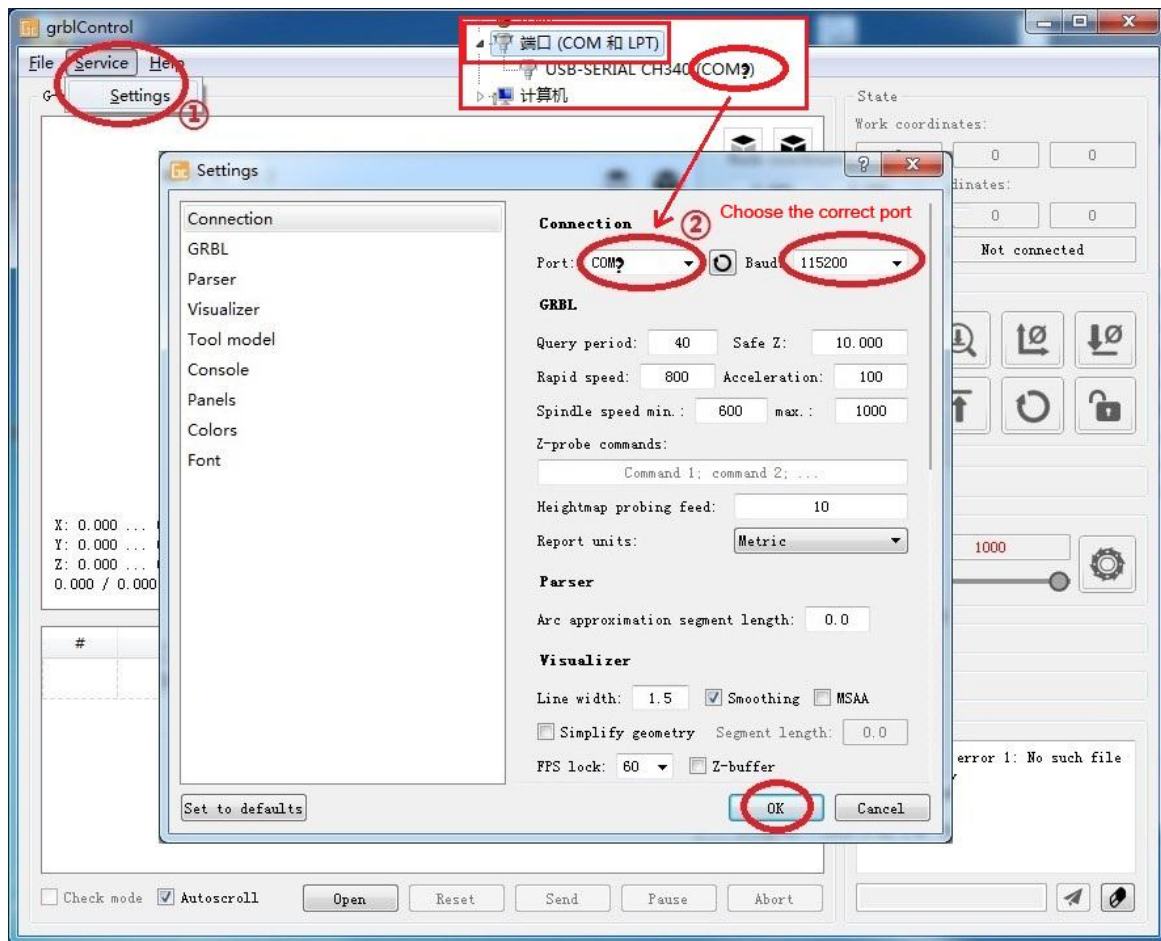 grblControl
File Service Help
Settings
①
端口 (COM 和 LPT)
USB-SERIAL CH340 (COM?)
计算机
State
Work coordinates:
0 0
0 0
Not connected
Settings
Connection
GRBL
Parser
Visualizer
Tool model
Console
Panels
Colors
Font
Connection
② Choose the correct port
Port: COM? Baud: 115200
GRBL
Query period: 40 Safe Z: 10.000
Rapid speed: 800 Acceleration: 100
Spindle speed min.: 600 max.: 1000
Z-probe commands:
Command 1; command 2; ...
Heightmap probing feed: 10
Report units: Metric
Parser
Arc approximation segment length: 0.0
Visualizer
Line width: 1.5 Smoothing MSAA
Simplify geometry Segment length: 0.0
FPS lock: 60 Z-buffer
Set to defaults OK Cancel
X: 0.000 ...
Y: 0.000 ...
Z: 0.000 ...
0.000 / 0.000
#
1000
error 1: No such file
Check mode Autoscroll Open Reset Send Pause Abort